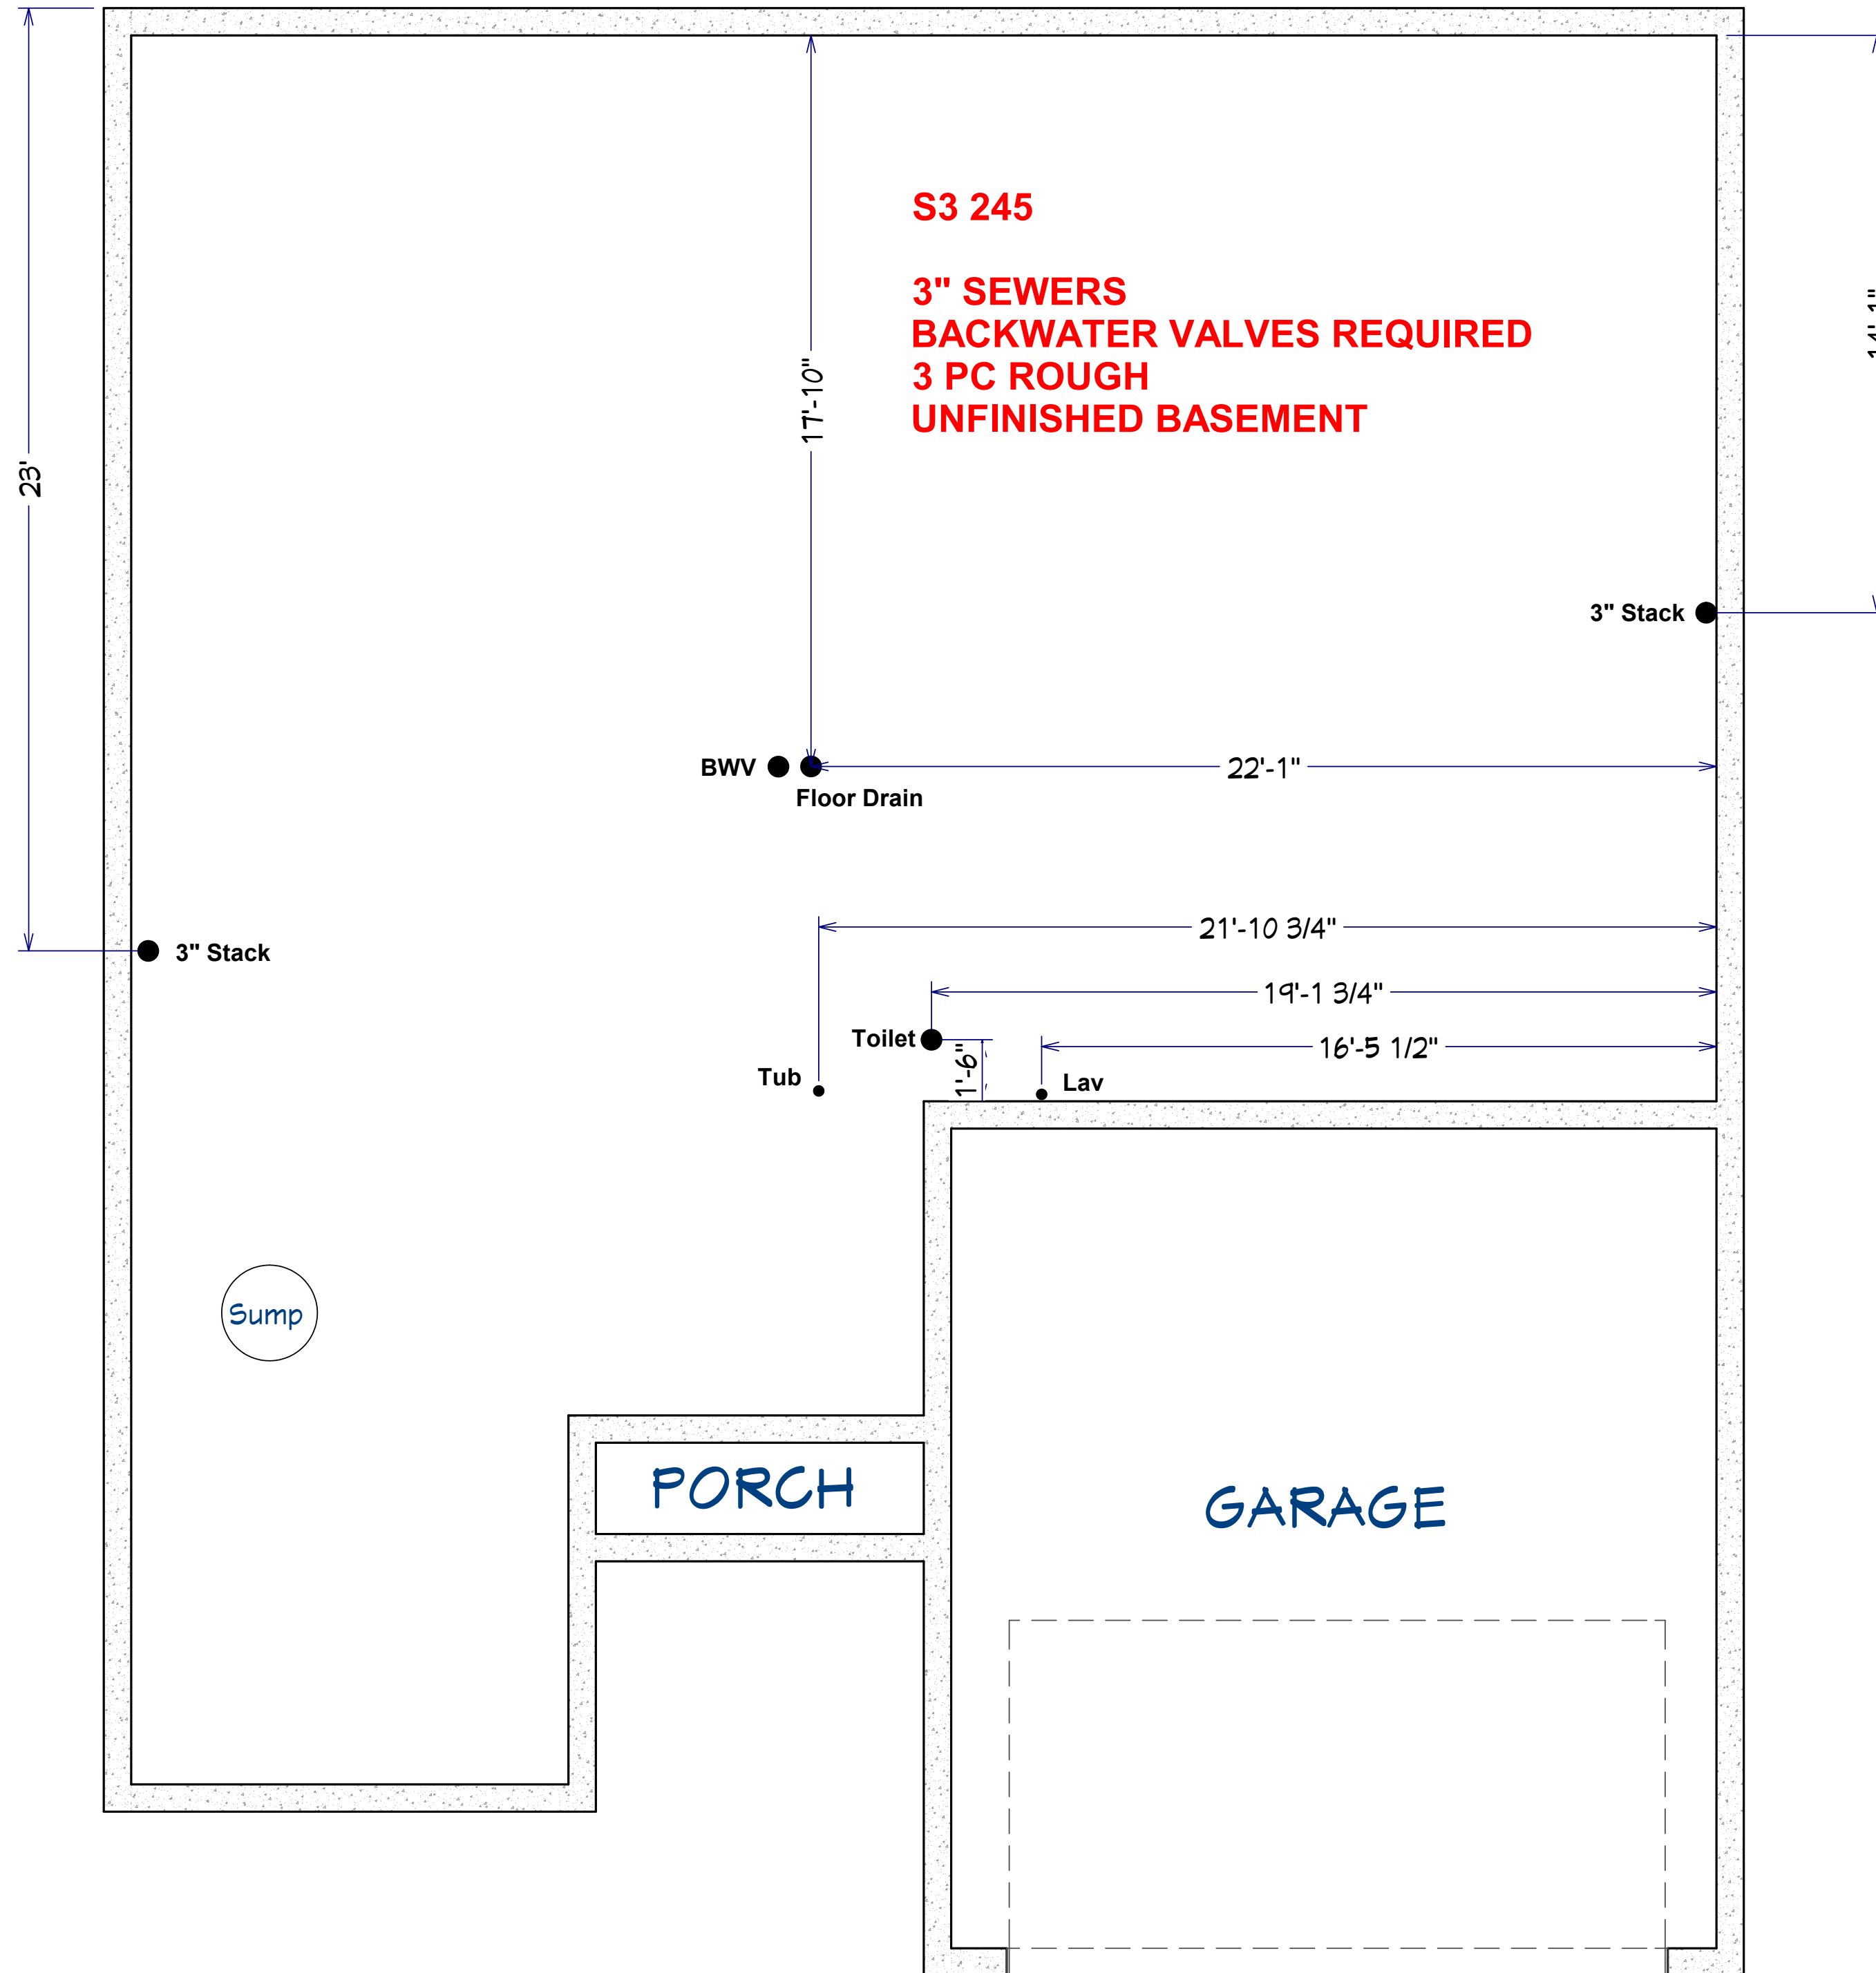 S3 245
3" SEWERS
BACKWATER VALVES REQUIRED
3 PC ROUGH
UNFINISHED BASEMENT
14'-1"
17'-10"
23'
3" Stack
BWV
22'-1"
Floor Drain
21'-10 3/4"
3" Stack
19'-1 3/4"
Toilet
16'-5 1/2"
1'-6"
Tub
Lav
Sump
PORCH
GARAGE